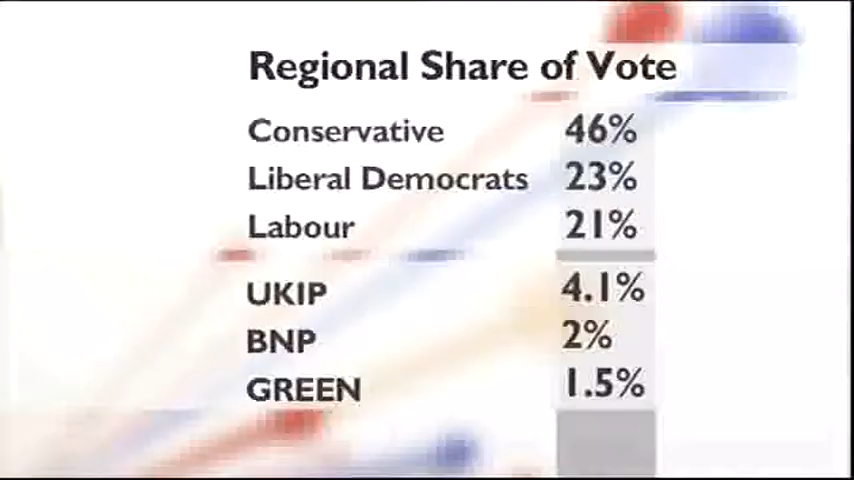 Regional Share of Vote
Conservative 46%
Liberal Democrats 23%
Labour 21%
UKIP 4.1%
BNP 2%
GREEN 1.5%